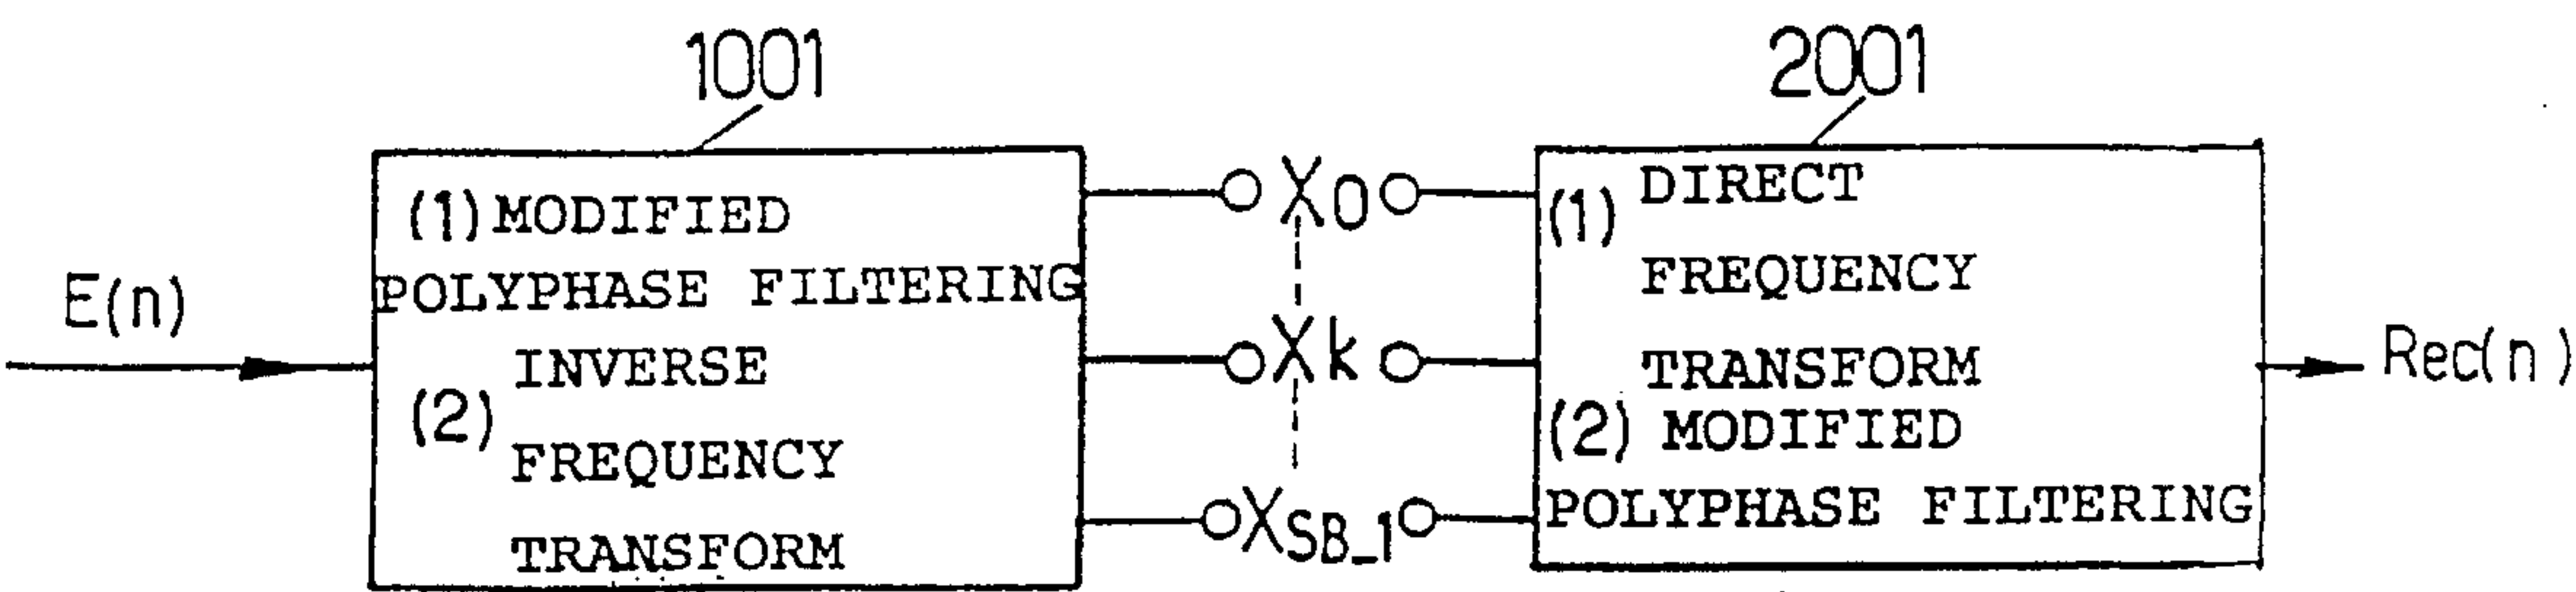 1001
2001
(1) MODIFIED
POLYPHASE FILTERING
(2) INVERSE
FREQUENCY
TRANSFORM
E(n)
X0
Xk
XSB_1
(1) DIRECT
FREQUENCY
TRANSFORM
(2) MODIFIED
POLYPHASE FILTERING
Rec(n)